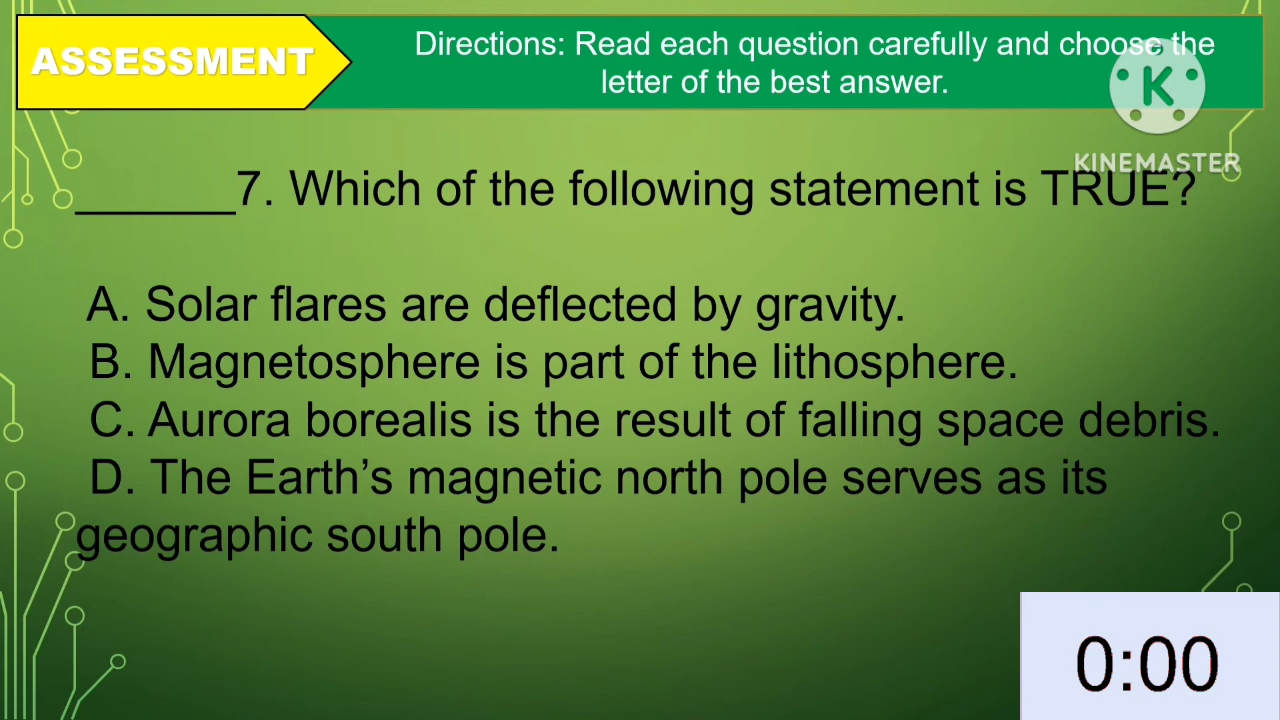 ASSESSMENT
Directions: Read each question carefully and choose the
letter of the best answer.
K
KINEMASTER
______7. Which of the following statement is TRUE?
A. Solar flares are deflected by gravity.
B. Magnetosphere is part of the lithosphere.
C. Aurora borealis is the result of falling space debris.
D. The Earth’s magnetic north pole serves as its
geographic south pole.
0:00